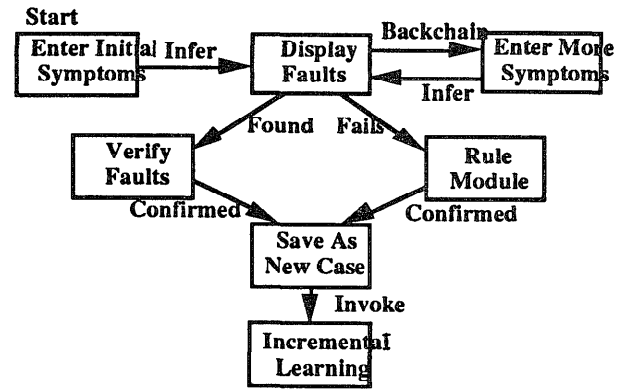 Start
Enter Initial
Symptoms
Infer
Display
Faults
Backchain
Enter More
Symptoms
Infer
Found
Fails
Verify
Faults
Rule
Module
Confirmed
Confirmed
Save As
New Case
Invoke
Incremental
Learning